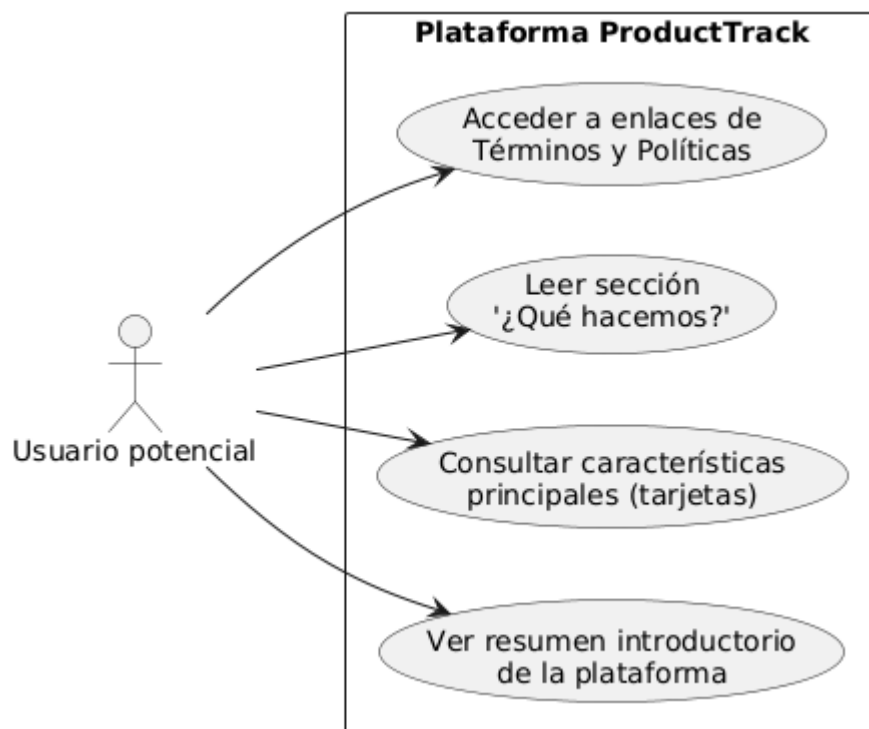 Plataforma ProductTrack
Acceder a enlaces de
Términos y Políticas
Leer sección
'¿Qué hacemos?'
Usuario potencial
Consultar características
principales (tarjetas)
Ver resumen introductorio
de la plataforma